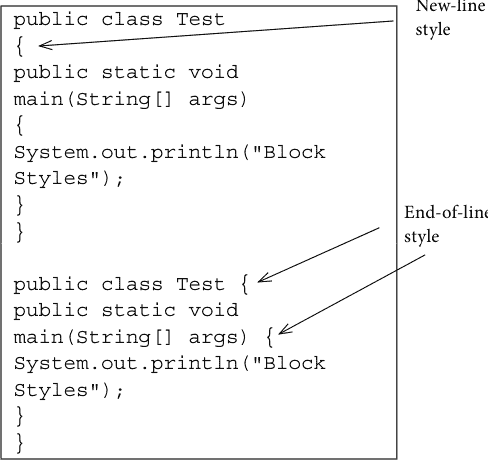 New-line
style
public class Test
{
public static void
main(String[] args)
{
System.out.println("Block
Styles");
}
}
End-of-line
style
public class Test {
public static void
main(String[] args) {
System.out.println("Block
Styles");
}
}